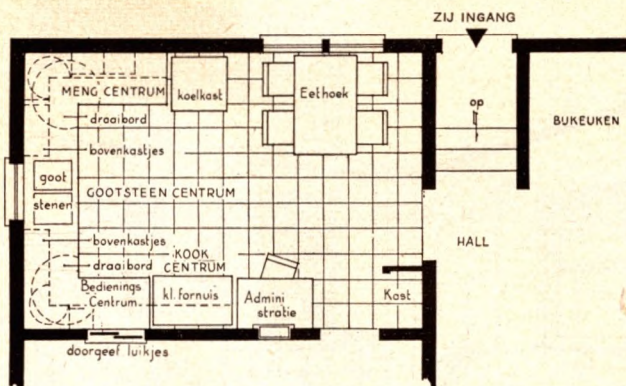 ZIJ INGANG
MENG CENTRUM
koelkast
Eethoek
op
BIJKEUKEN
draaibord
bovenkastjes
goot
stenen
GOOTSTEEN CENTRUM
HALL
bovenkastjes
draaibord
KOOK
CENTRUM
Bedienings
Centrum
kl. fornuis
Admini
stratie
Kast
doorgeef luikjes